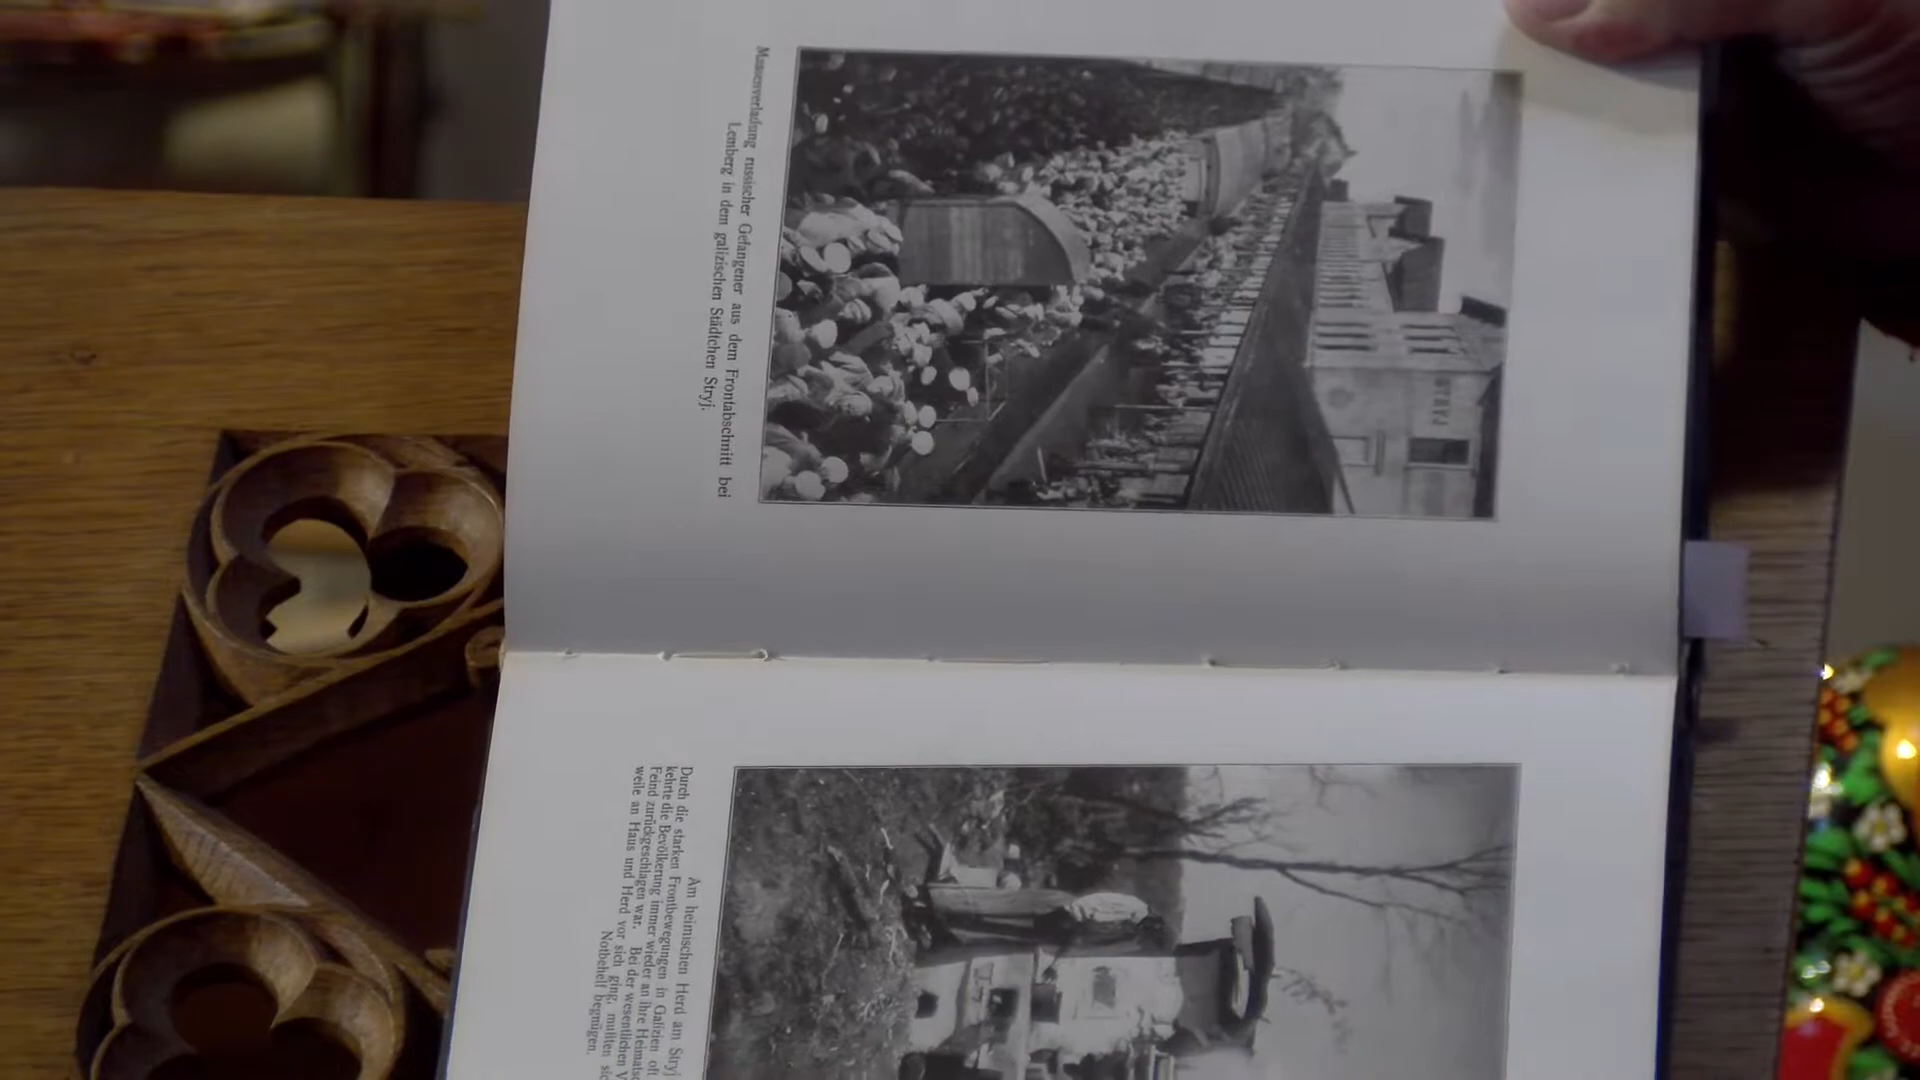 STRYJ
Massenverladung russischer Gefangener aus dem Frontabschnitt bei
Lemberg in dem galizischen Städtchen Stryj.
Am heimischen Herd am Stryj
Durch die starken Frontbewegungen in Galizien oft
kehrte die Bevölkerung immer wieder an ihre
Feind zurückgeschlagen war. Bei der wesentlichen
weile an Haus und Herd vor sich ging, mußten
Notbehelf begnügen.